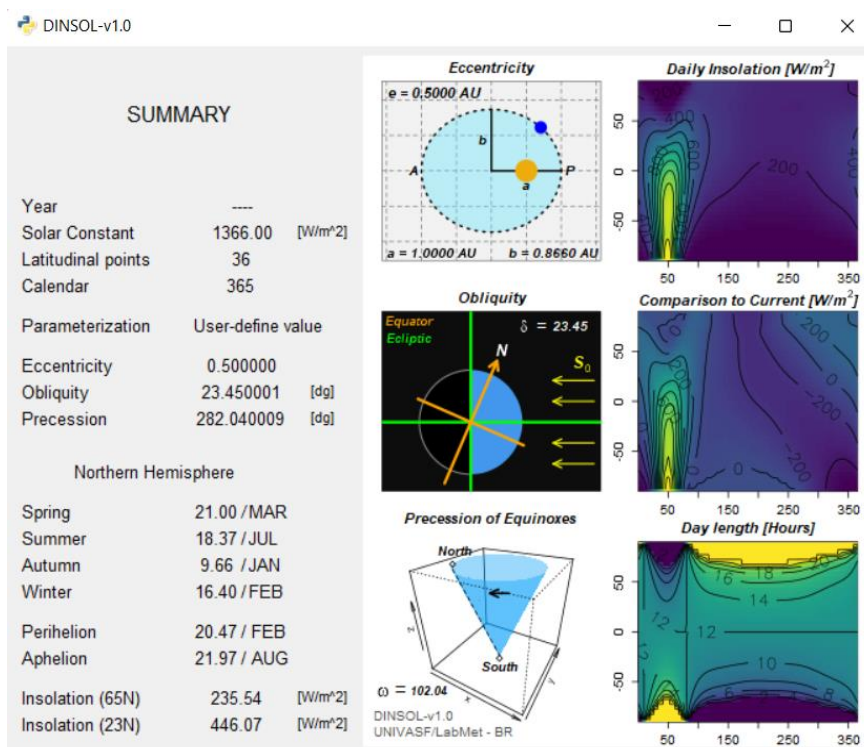 DINSOL-v1.0
SUMMARY
Year ----
Solar Constant 1366.00 [W/m^2]
Latitudinal points 36
Calendar 365
Parameterization User-define value
Eccentricity 0.500000
Obliquity 23.450001 [dg]
Precession 282.040009 [dg]
Northern Hemisphere
Spring 21.00 / MAR
Summer 18.37 / JUL
Autumn 9.66 / JAN
Winter 16.40 / FEB
Perihelion 20.47 / FEB
Aphelion 21.97 / AUG
Insolation (65N) 235.54 [W/m^2]
Insolation (23N) 446.07 [W/m^2]
Eccentricity
e = 0.5000 AU
b
A
P
a
a = 1.0000 AU b = 0.8660 AU
Obliquity
Equator
Ecliptic
δ = 23.45
N
S₀
Precession of Equinoxes
North
South
z
x
y
ω = 102.04
DINSOL-v1.0
UNIVASF/LabMet - BR
Daily Insolation [W/m²]
50
0
-50
400
600
800
200
50 150 250 350
Comparison to Current [W/m²]
50
0
-50
0
200
-200
0
-200
0
50 150 250 350
Day length [Hours]
50
0
-50
20
18
16
16
14
12
12
12
10
8
6
50 150 250 350